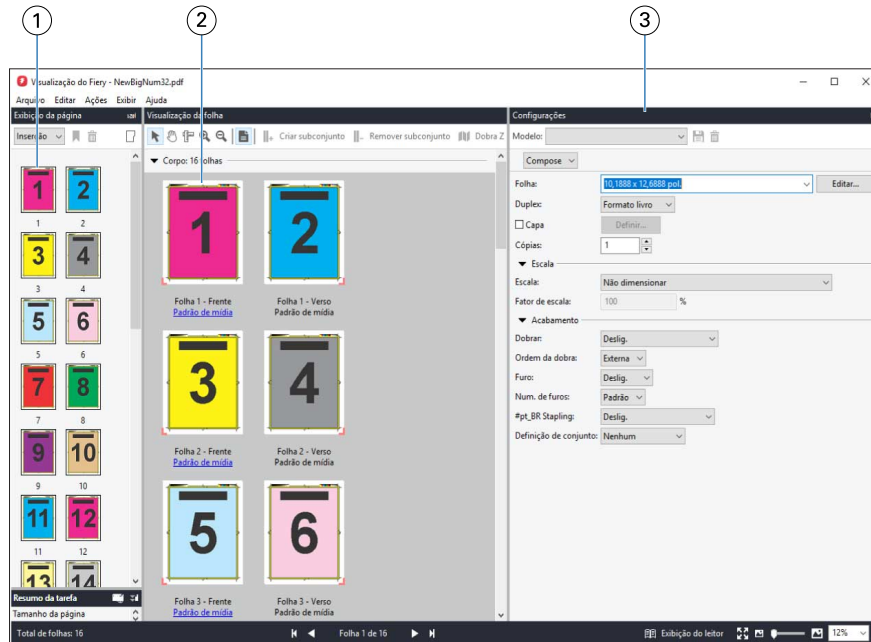 1 2 3
Visualização do Fiery - NewBigNum32.pdf
Arquivo Editar Ações Exibir Ajuda
Exibição da página
Visualização da folha
Configurações
Inserção
Criar subconjunto Remover subconjunto Dobra Z
Modelo:
Corpo: 16 folhas
Compose
Folha: 10,1888 x 12,6888 pol. Editar...
Duplex: Formato livro
Capa Definir...
Cópias: 1
Escala
Escala: Não dimensionar
Fator de escala: 100 %
Acabamento
Dobrar: Deslig.
Ordem da dobra: Externa
Furo: Deslig.
Num. de furos: Padrão
#pt_BR Stapling: Deslig.
Definição de conjunto: Nenhum
1 2
1 2
3 4
3 4
5 6
5 6
7 8
7 8
9 10
9 10
11 12
11 12
13 14
1 2
Folha 1 - Frente Folha 1 - Verso
Padrão de mídia Padrão de mídia
3 4
Folha 2 - Frente Folha 2 - Verso
Padrão de mídia Padrão de mídia
5 6
Folha 3 - Frente Folha 3 - Verso
Padrão de mídia Padrão de mídia
Resumo da tarefa
Tamanho da página
Total de folhas: 16
Folha 1 de 16
Exibição do leitor
12%